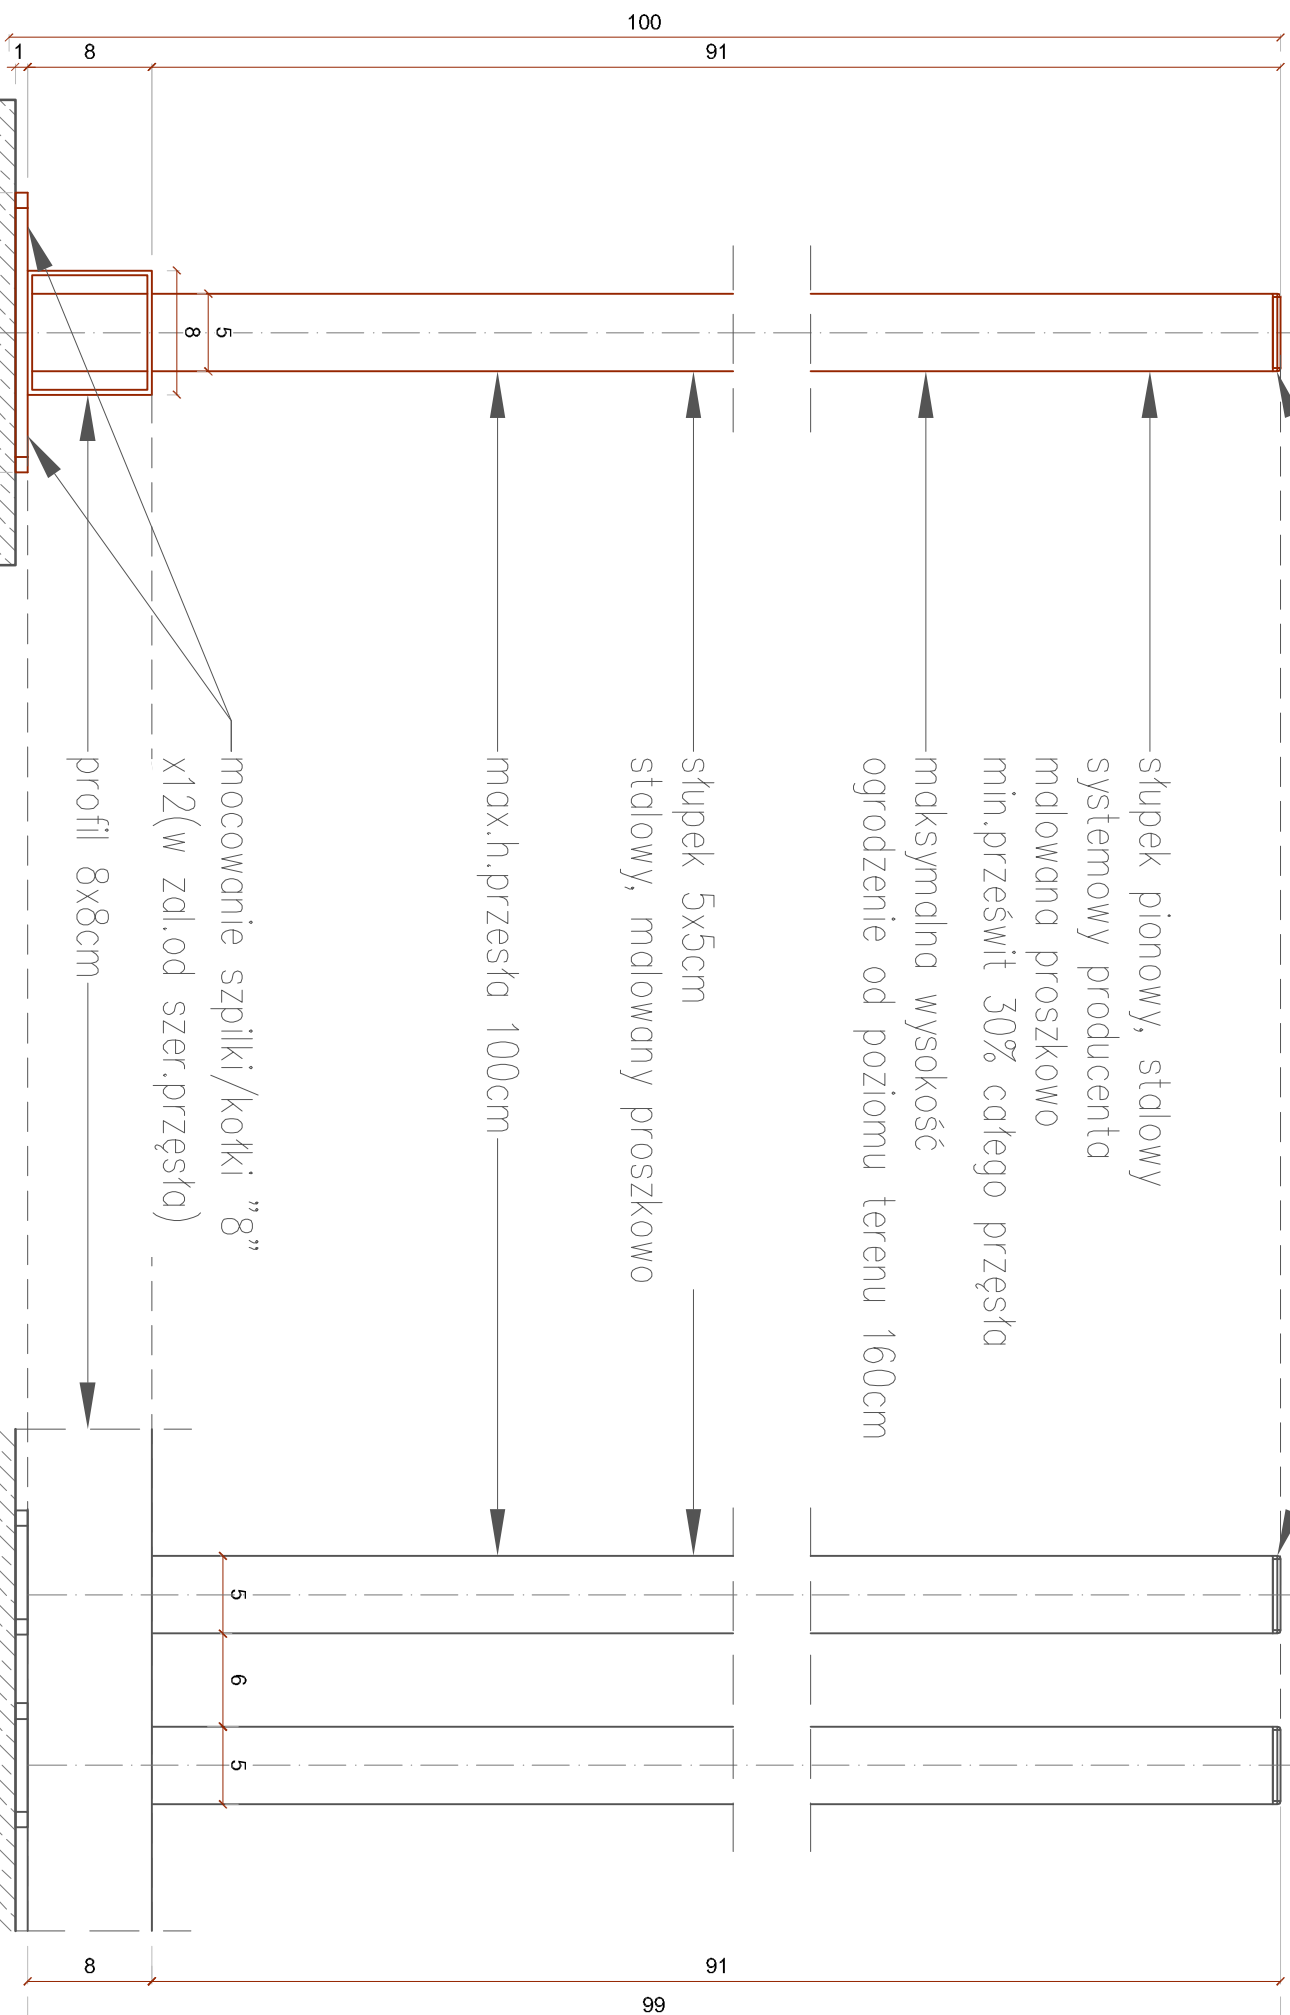 100
1
8
91
5
8
słupek pionowy, stalowy
systemowy producenta
malowana proszkowo
min.prześwit 30% całego przęsła
maksymalna wysokość
ogrodzenie od poziomu terenu 160cm
słupek 5x5cm
stalowy, malowany proszkowo
max.h.przesła 100cm
mocowanie szpilki/kołki "8"
x12(w zal.od szer.przęsła)
profil 8x8cm
5
6
5
8
91
99